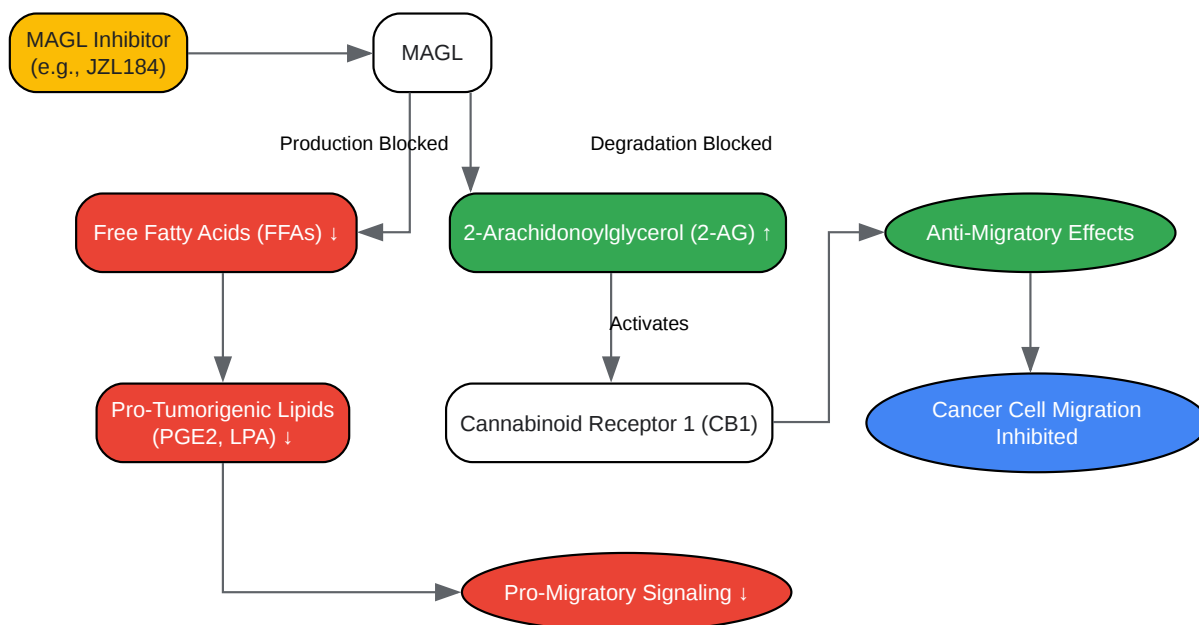 MAGL Inhibitor
(e.g., JZL184)
MAGL
Production Blocked
Degradation Blocked
Free Fatty Acids (FFAs) ↓
2-Arachidonoylglycerol (2-AG) ↑
Anti-Migratory Effects
Activates
Pro-Tumorigenic Lipids
(PGE2, LPA) ↓
Cannabinoid Receptor 1 (CB1)
Cancer Cell Migration
Inhibited
Pro-Migratory Signaling ↓